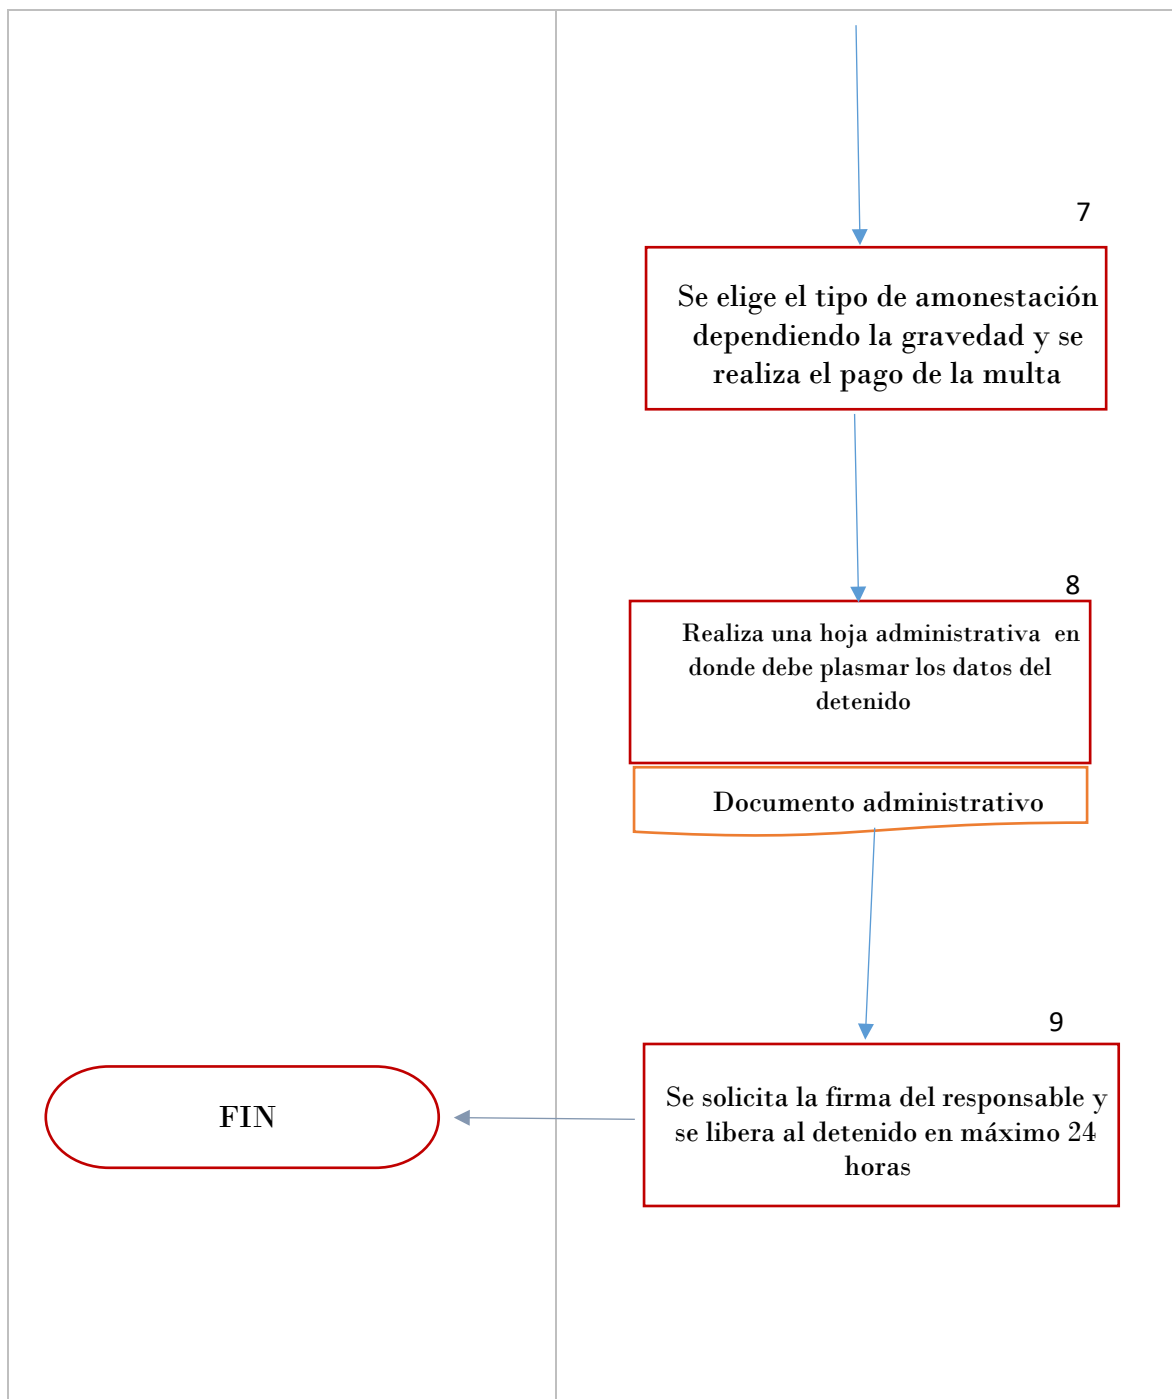 7
Se elige el tipo de amonestación
dependiendo la gravedad y se
realiza el pago de la multa
8
Realiza una hoja administrativa  en
donde debe plasmar los datos del
detenido
Documento administrativo
9
Se solicita la firma del responsable y
se libera al detenido en máximo 24
horas
FIN